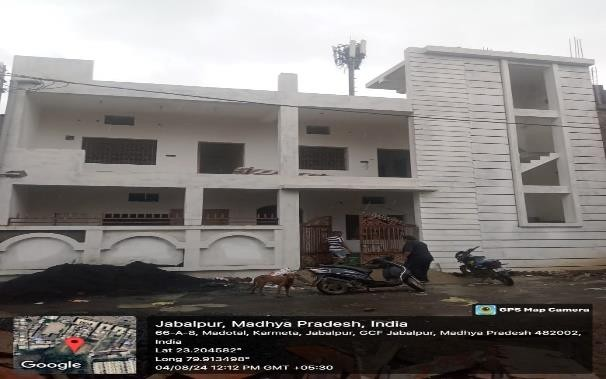 GPS Map Camera
Jabalpur, Madhya Pradesh, India
66-A-8, Madotal, Karmeta, Jabalpur, GCF Jabalpur, Madhya Pradesh 482002,
India
Lat 23.204582°
Long 79.913498°
04/08/24 12:12 PM GMT +05:30
Google